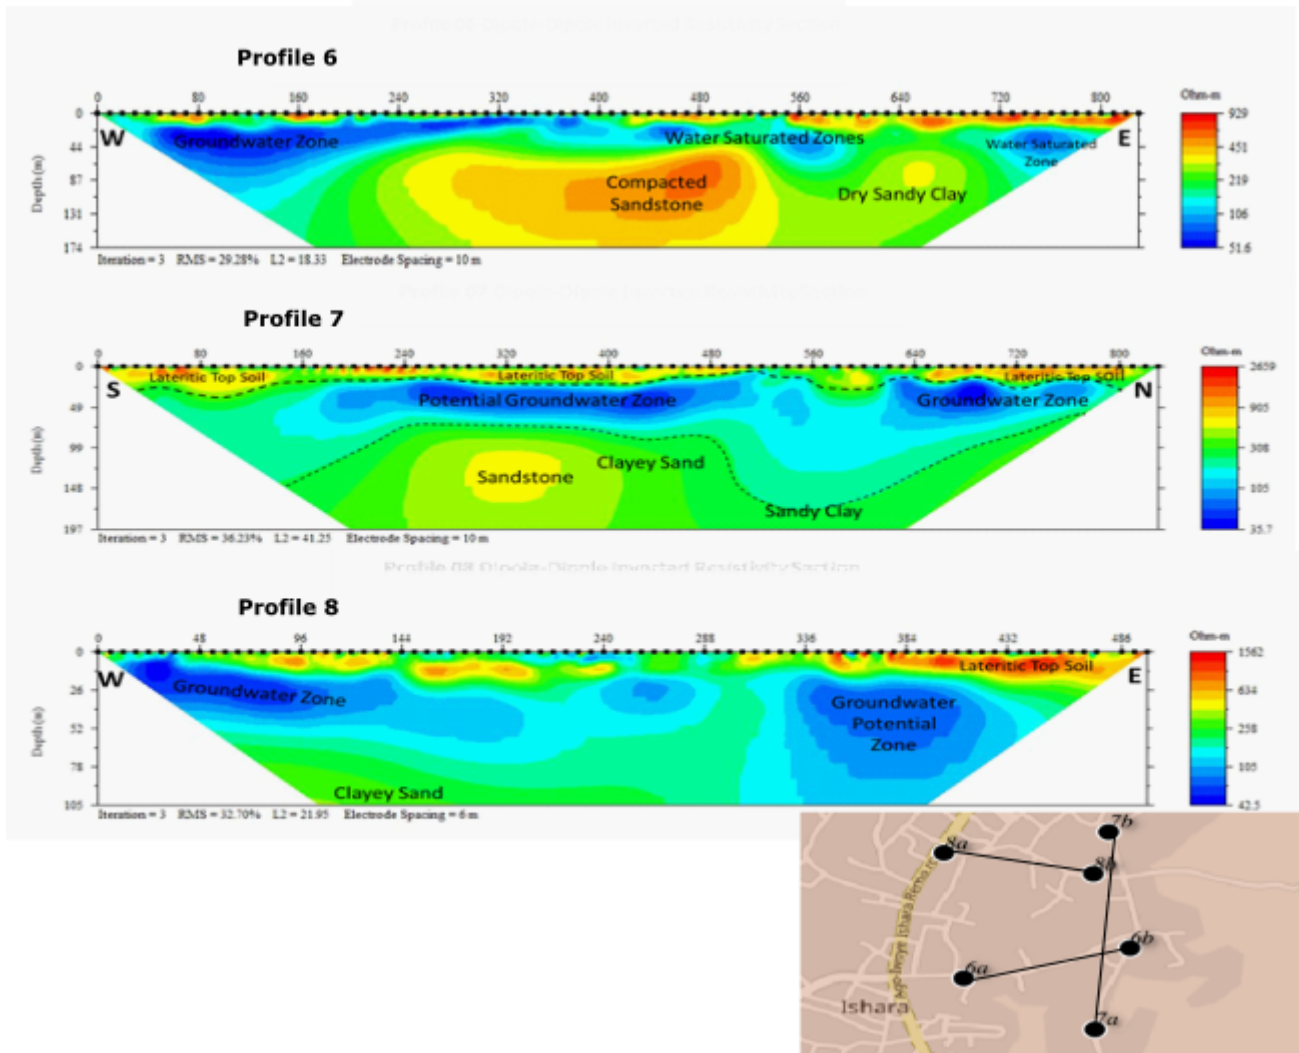 Profile 6
0 80 160 240 320 400 480 560 640 720 800
Ohm-m
Depth (m)
0
44
87
131
174
W
Groundwater Zone
Water Saturated Zones
Water Saturated
Zone
E
Compacted
Sandstone
Dry Sandy Clay
929
451
219
106
51.6
Iteration = 3 RMS = 29.28% L2 = 18.33 Electrode Spacing = 10 m
Profile 7
0 80 160 240 320 400 480 560 640 720 800
Ohm-m
Depth (m)
0
49
99
148
197
Lateritic Top Soil
Lateritic Top Soil
Lateritic Top Soil
S
Potential Groundwater Zone
Groundwater Zone
N
Clayey Sand
Sandstone
Sandy Clay
2659
905
308
105
35.7
Iteration = 3 RMS = 36.23% L2 = 41.25 Electrode Spacing = 10 m
Profile 08 Dipole-Dipole Inverted Resistivity Section
Profile 8
0 48 96 144 192 240 288 336 384 432 486
Ohm-m
Depth (m)
0
26
52
78
105
W
Groundwater Zone
Lateritic Top Soil
E
Groundwater
Potential
Zone
Clayey Sand
1562
634
258
105
42.5
Iteration = 3 RMS = 32.70% L2 = 21.95 Electrode Spacing = 6 m
7b
8a
8b
6b
6a
7a
Ishara